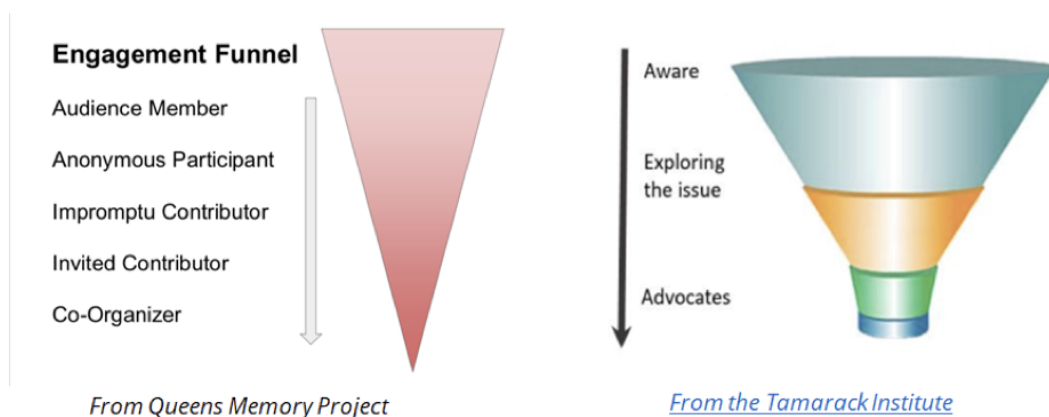 Engagement Funnel
Audience Member
Anonymous Participant
Impromptu Contributor
Invited Contributor
Co-Organizer
From Queens Memory Project
Aware
Exploring
the issue
Advocates
From the Tamarack Institute